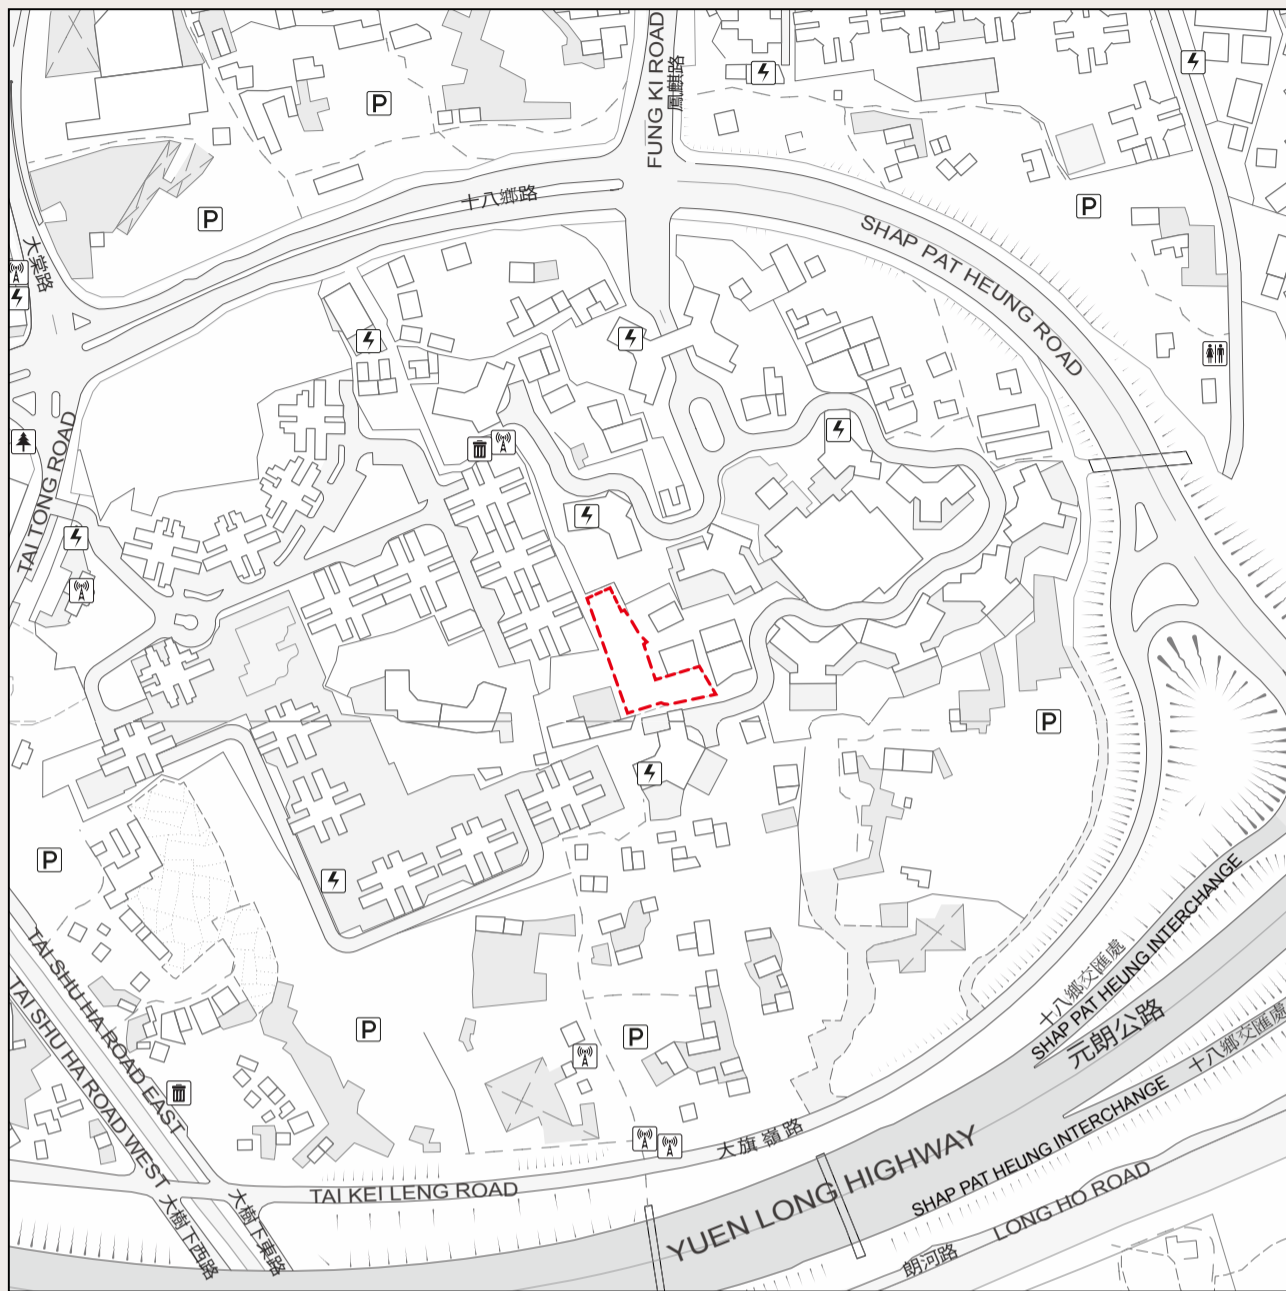 FUNG KI ROAD
鳳麒路
P
P
十八鄉路
SHAP PAT HEUNG ROAD
P
大棠路
A
TAI TONG ROAD
A
A
P
P
TAI SHU HA ROAD EAST
TAI SHU HA ROAD WEST
大樹下西路
大樹下東路
P
P
A
A
A
TAI KEI LENG ROAD
大旗嶺路
十八鄉交匯處
SHAP PAT HEUNG INTERCHANGE
元朗公路
YUEN LONG HIGHWAY
SHAP PAT HEUNG INTERCHANGE
十八鄉交匯處
朗河路
LONG HO ROAD